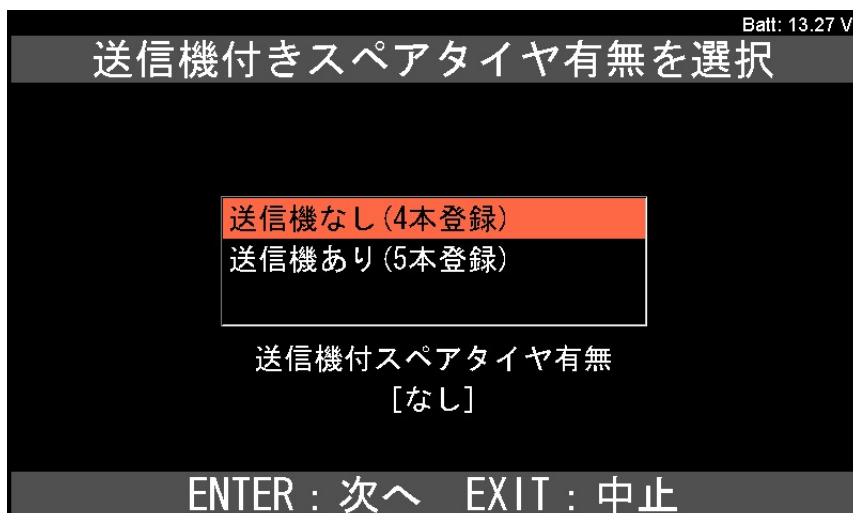 Batt: 13.27 V
送信機付きスペアタイヤ有無を選択
送信機なし(4本登録)
送信機あり(5本登録)
送信機付スペアタイヤ有無
[なし]
ENTER：次へ　EXIT：中止